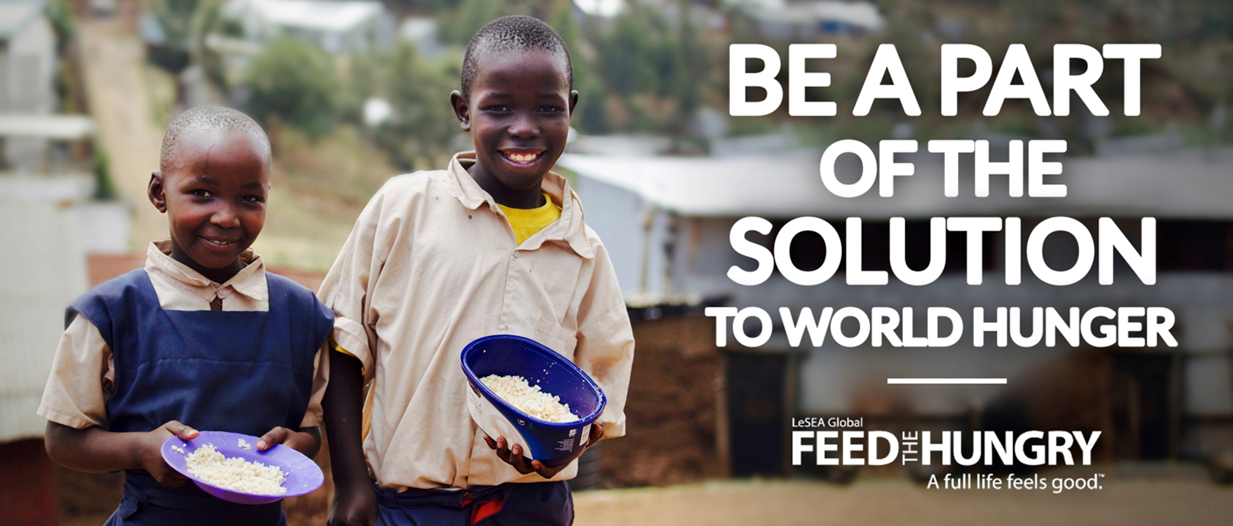 BE A PART
OF THE
SOLUTION
TO WORLD HUNGER
LeSEA Global
FEED THE HUNGRY
A full life feels good.™